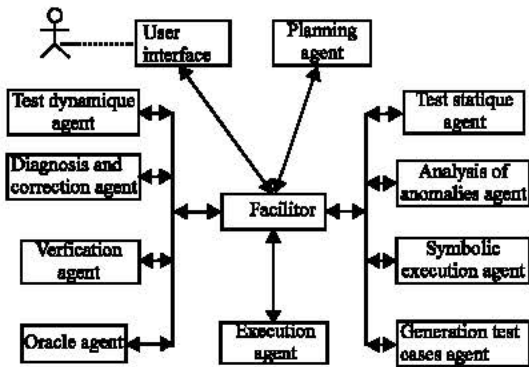 User
interface
Planning
agent
Test dynamique
agent
Test statique
agent
Diagnosis and
correction agent
Analysis of
anomalies agent
Facilitor
Verfication
agent
Symbolic
execution agent
Oracle agent
Execution
agent
Generation test
cases agent